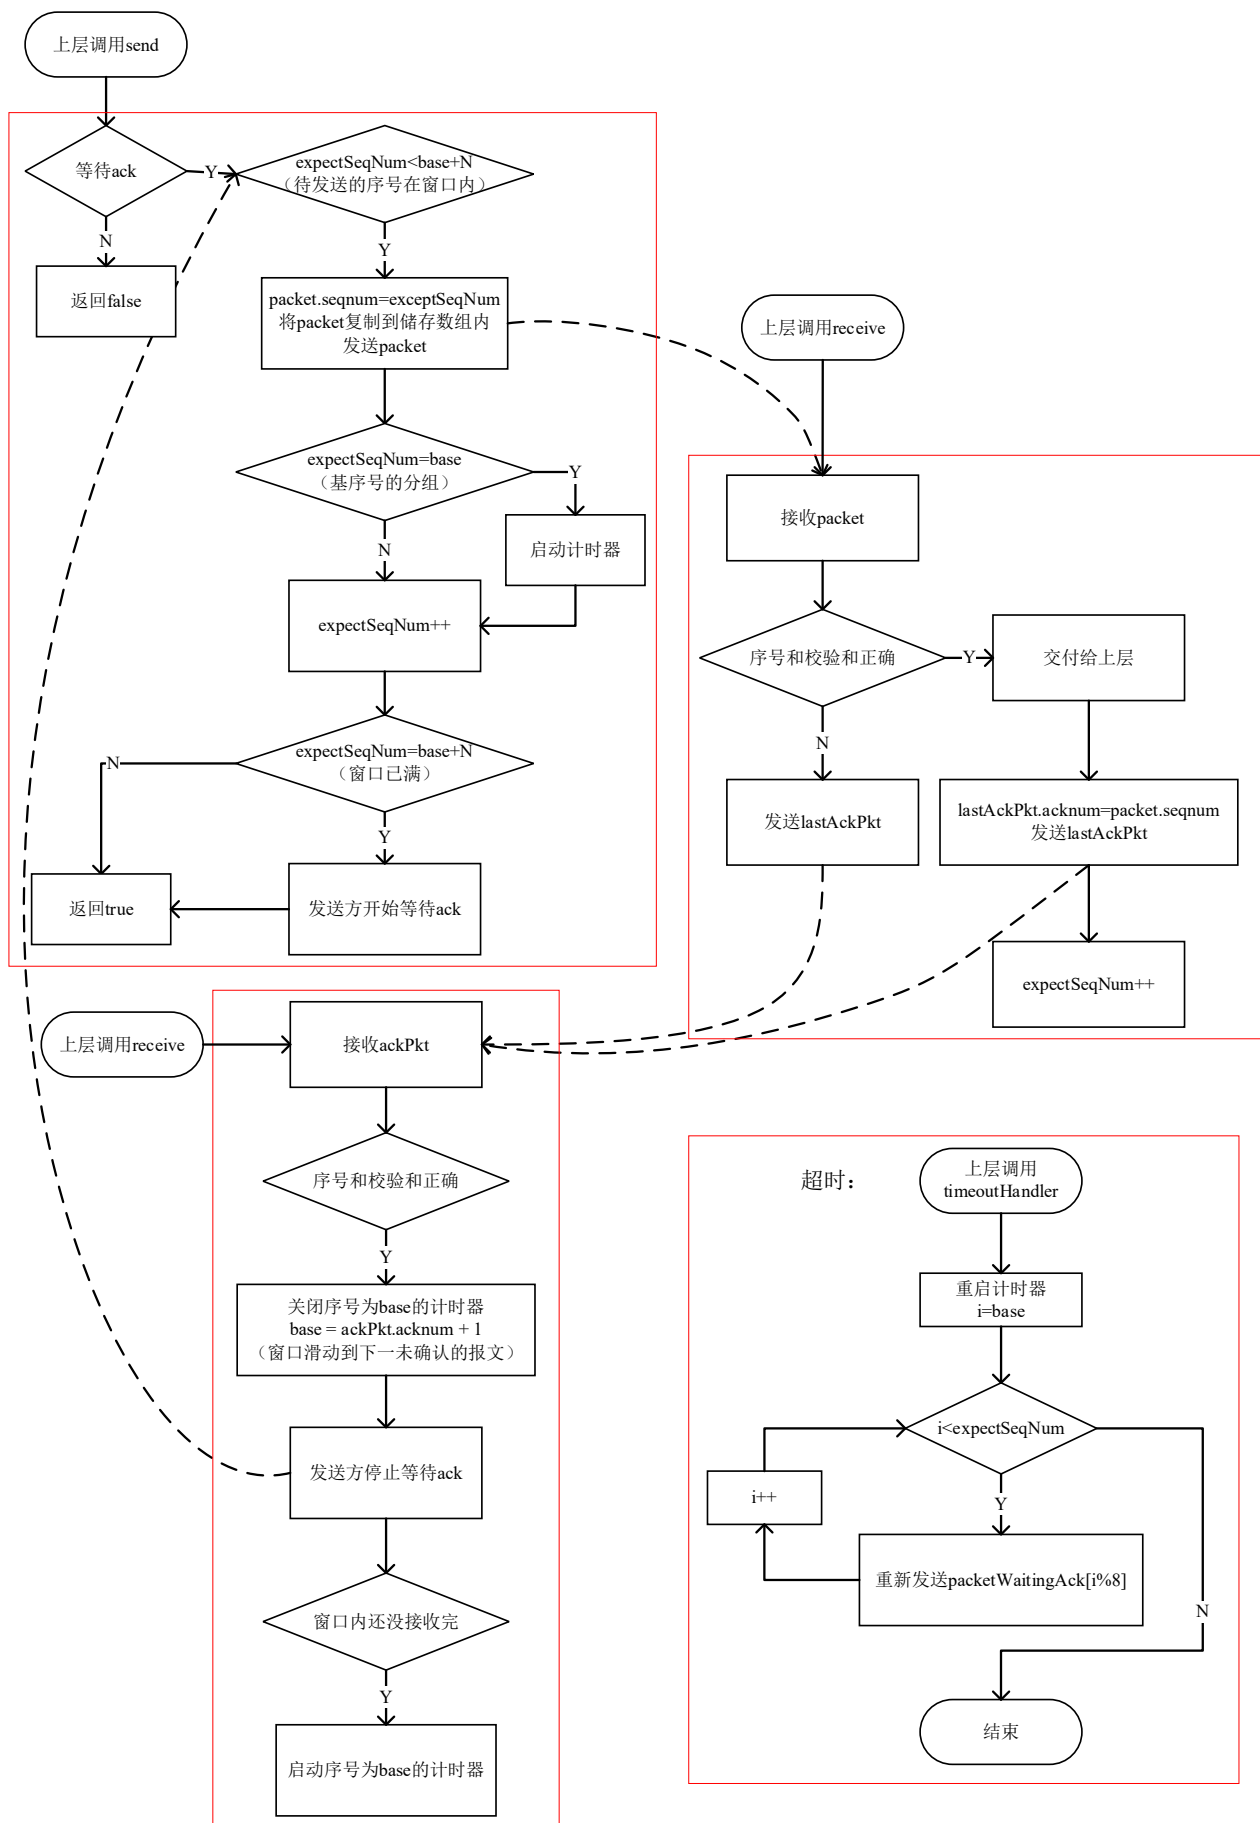 上层调用send
等待ack
Y
N
返回false
expectSeqNum<base+N
（待发送的序号在窗口内）
Y
packet.seqnum=exceptSeqNum
将packet复制到储存数组内
发送packet
expectSeqNum=base
（基序号的分组）
Y
启动计时器
N
expectSeqNum++
expectSeqNum=base+N
（窗口已满）
N
Y
返回true
发送方开始等待ack
上层调用receive
接收packet
序号和校验和正确
Y
交付给上层
N
发送lastAckPkt
lastAckPkt.acknum=packet.seqnum
发送lastAckPkt
expectSeqNum++
上层调用receive
接收ackPkt
序号和校验和正确
Y
关闭序号为base的计时器
base = ackPkt.acknum + 1
（窗口滑动到下一未确认的报文）
发送方停止等待ack
窗口内还没接收完
Y
启动序号为base的计时器
超时：
上层调用
timeoutHandler
重启计时器
i=base
i<expectSeqNum
i++
Y
重新发送packetWaitingAck[i%8]
N
结束